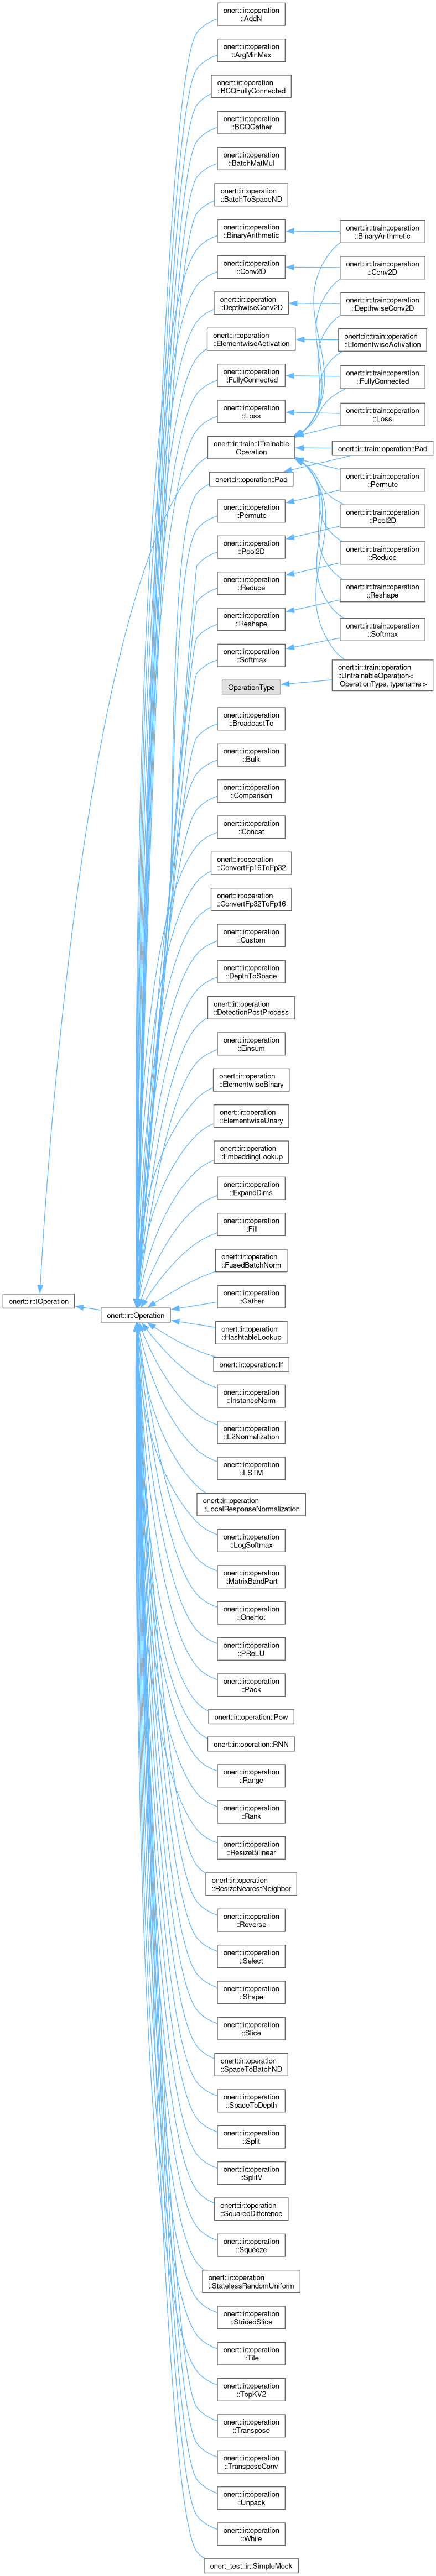 onert::ir::operation
::AddN
onert::ir::operation
::ArgMinMax
onert::ir::operation
::BCQFullyConnected
onert::ir::operation
::BCQGather
onert::ir::operation
::BatchMatMul
onert::ir::operation
::BatchToSpaceND
onert::ir::operation
::BinaryArithmetic
onert::ir::train::operation
::BinaryArithmetic
onert::ir::operation
::Conv2D
onert::ir::train::operation
::Conv2D
onert::ir::operation
::DepthwiseConv2D
onert::ir::train::operation
::DepthwiseConv2D
onert::ir::operation
::ElementwiseActivation
onert::ir::train::operation
::ElementwiseActivation
onert::ir::operation
::FullyConnected
onert::ir::train::operation
::FullyConnected
onert::ir::operation
::Loss
onert::ir::train::operation
::Loss
onert::ir::train::ITrainable
Operation
onert::ir::train::operation::Pad
onert::ir::operation::Pad
onert::ir::train::operation
::Permute
onert::ir::operation
::Permute
onert::ir::train::operation
::Pool2D
onert::ir::operation
::Pool2D
onert::ir::train::operation
::Reduce
onert::ir::operation
::Reduce
onert::ir::train::operation
::Reshape
onert::ir::operation
::Reshape
onert::ir::train::operation
::Softmax
onert::ir::operation
::Softmax
onert::ir::train::operation
::UntrainableOperation<
OperationType, typename >
OperationType
onert::ir::operation
::BroadcastTo
onert::ir::operation
::Bulk
onert::ir::operation
::Comparison
onert::ir::operation
::Concat
onert::ir::operation
::ConvertFp16ToFp32
onert::ir::operation
::ConvertFp32ToFp16
onert::ir::operation
::Custom
onert::ir::operation
::DepthToSpace
onert::ir::operation
::DetectionPostProcess
onert::ir::operation
::Einsum
onert::ir::operation
::ElementwiseBinary
onert::ir::operation
::ElementwiseUnary
onert::ir::operation
::EmbeddingLookup
onert::ir::operation
::ExpandDims
onert::ir::operation
::Fill
onert::ir::operation
::FusedBatchNorm
onert::ir::operation
::Gather
onert::ir::IOperation
onert::ir::Operation
onert::ir::operation
::HashtableLookup
onert::ir::operation::If
onert::ir::operation
::InstanceNorm
onert::ir::operation
::L2Normalization
onert::ir::operation
::LSTM
onert::ir::operation
::LocalResponseNormalization
onert::ir::operation
::LogSoftmax
onert::ir::operation
::MatrixBandPart
onert::ir::operation
::OneHot
onert::ir::operation
::PReLU
onert::ir::operation
::Pack
onert::ir::operation::Pow
onert::ir::operation::RNN
onert::ir::operation
::Range
onert::ir::operation
::Rank
onert::ir::operation
::ResizeBilinear
onert::ir::operation
::ResizeNearestNeighbor
onert::ir::operation
::Reverse
onert::ir::operation
::Select
onert::ir::operation
::Shape
onert::ir::operation
::Slice
onert::ir::operation
::SpaceToBatchND
onert::ir::operation
::SpaceToDepth
onert::ir::operation
::Split
onert::ir::operation
::SplitV
onert::ir::operation
::SquaredDifference
onert::ir::operation
::Squeeze
onert::ir::operation
::StatelessRandomUniform
onert::ir::operation
::StridedSlice
onert::ir::operation
::Tile
onert::ir::operation
::TopKV2
onert::ir::operation
::Transpose
onert::ir::operation
::TransposeConv
onert::ir::operation
::Unpack
onert::ir::operation
::While
onert_test::ir::SimpleMock